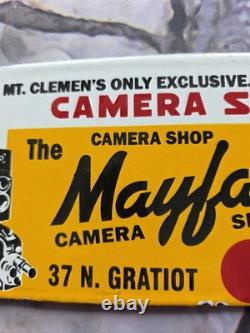 MT. CLEMEN'S ONLY EXCLUSIVE.
CAMERA S
CAMERA SHOP
The Mayfa
CAMERA S
37 N. GRATIOT